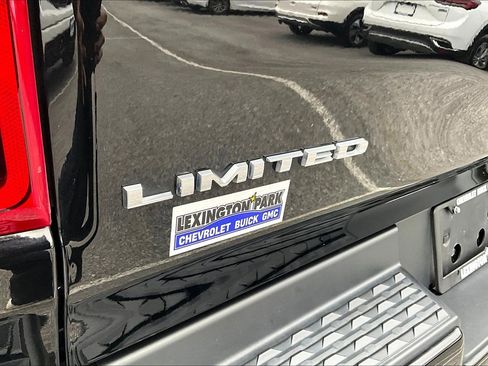 LIMITED
LEXINGTON PARK
CHEVROLET BUICK GMC